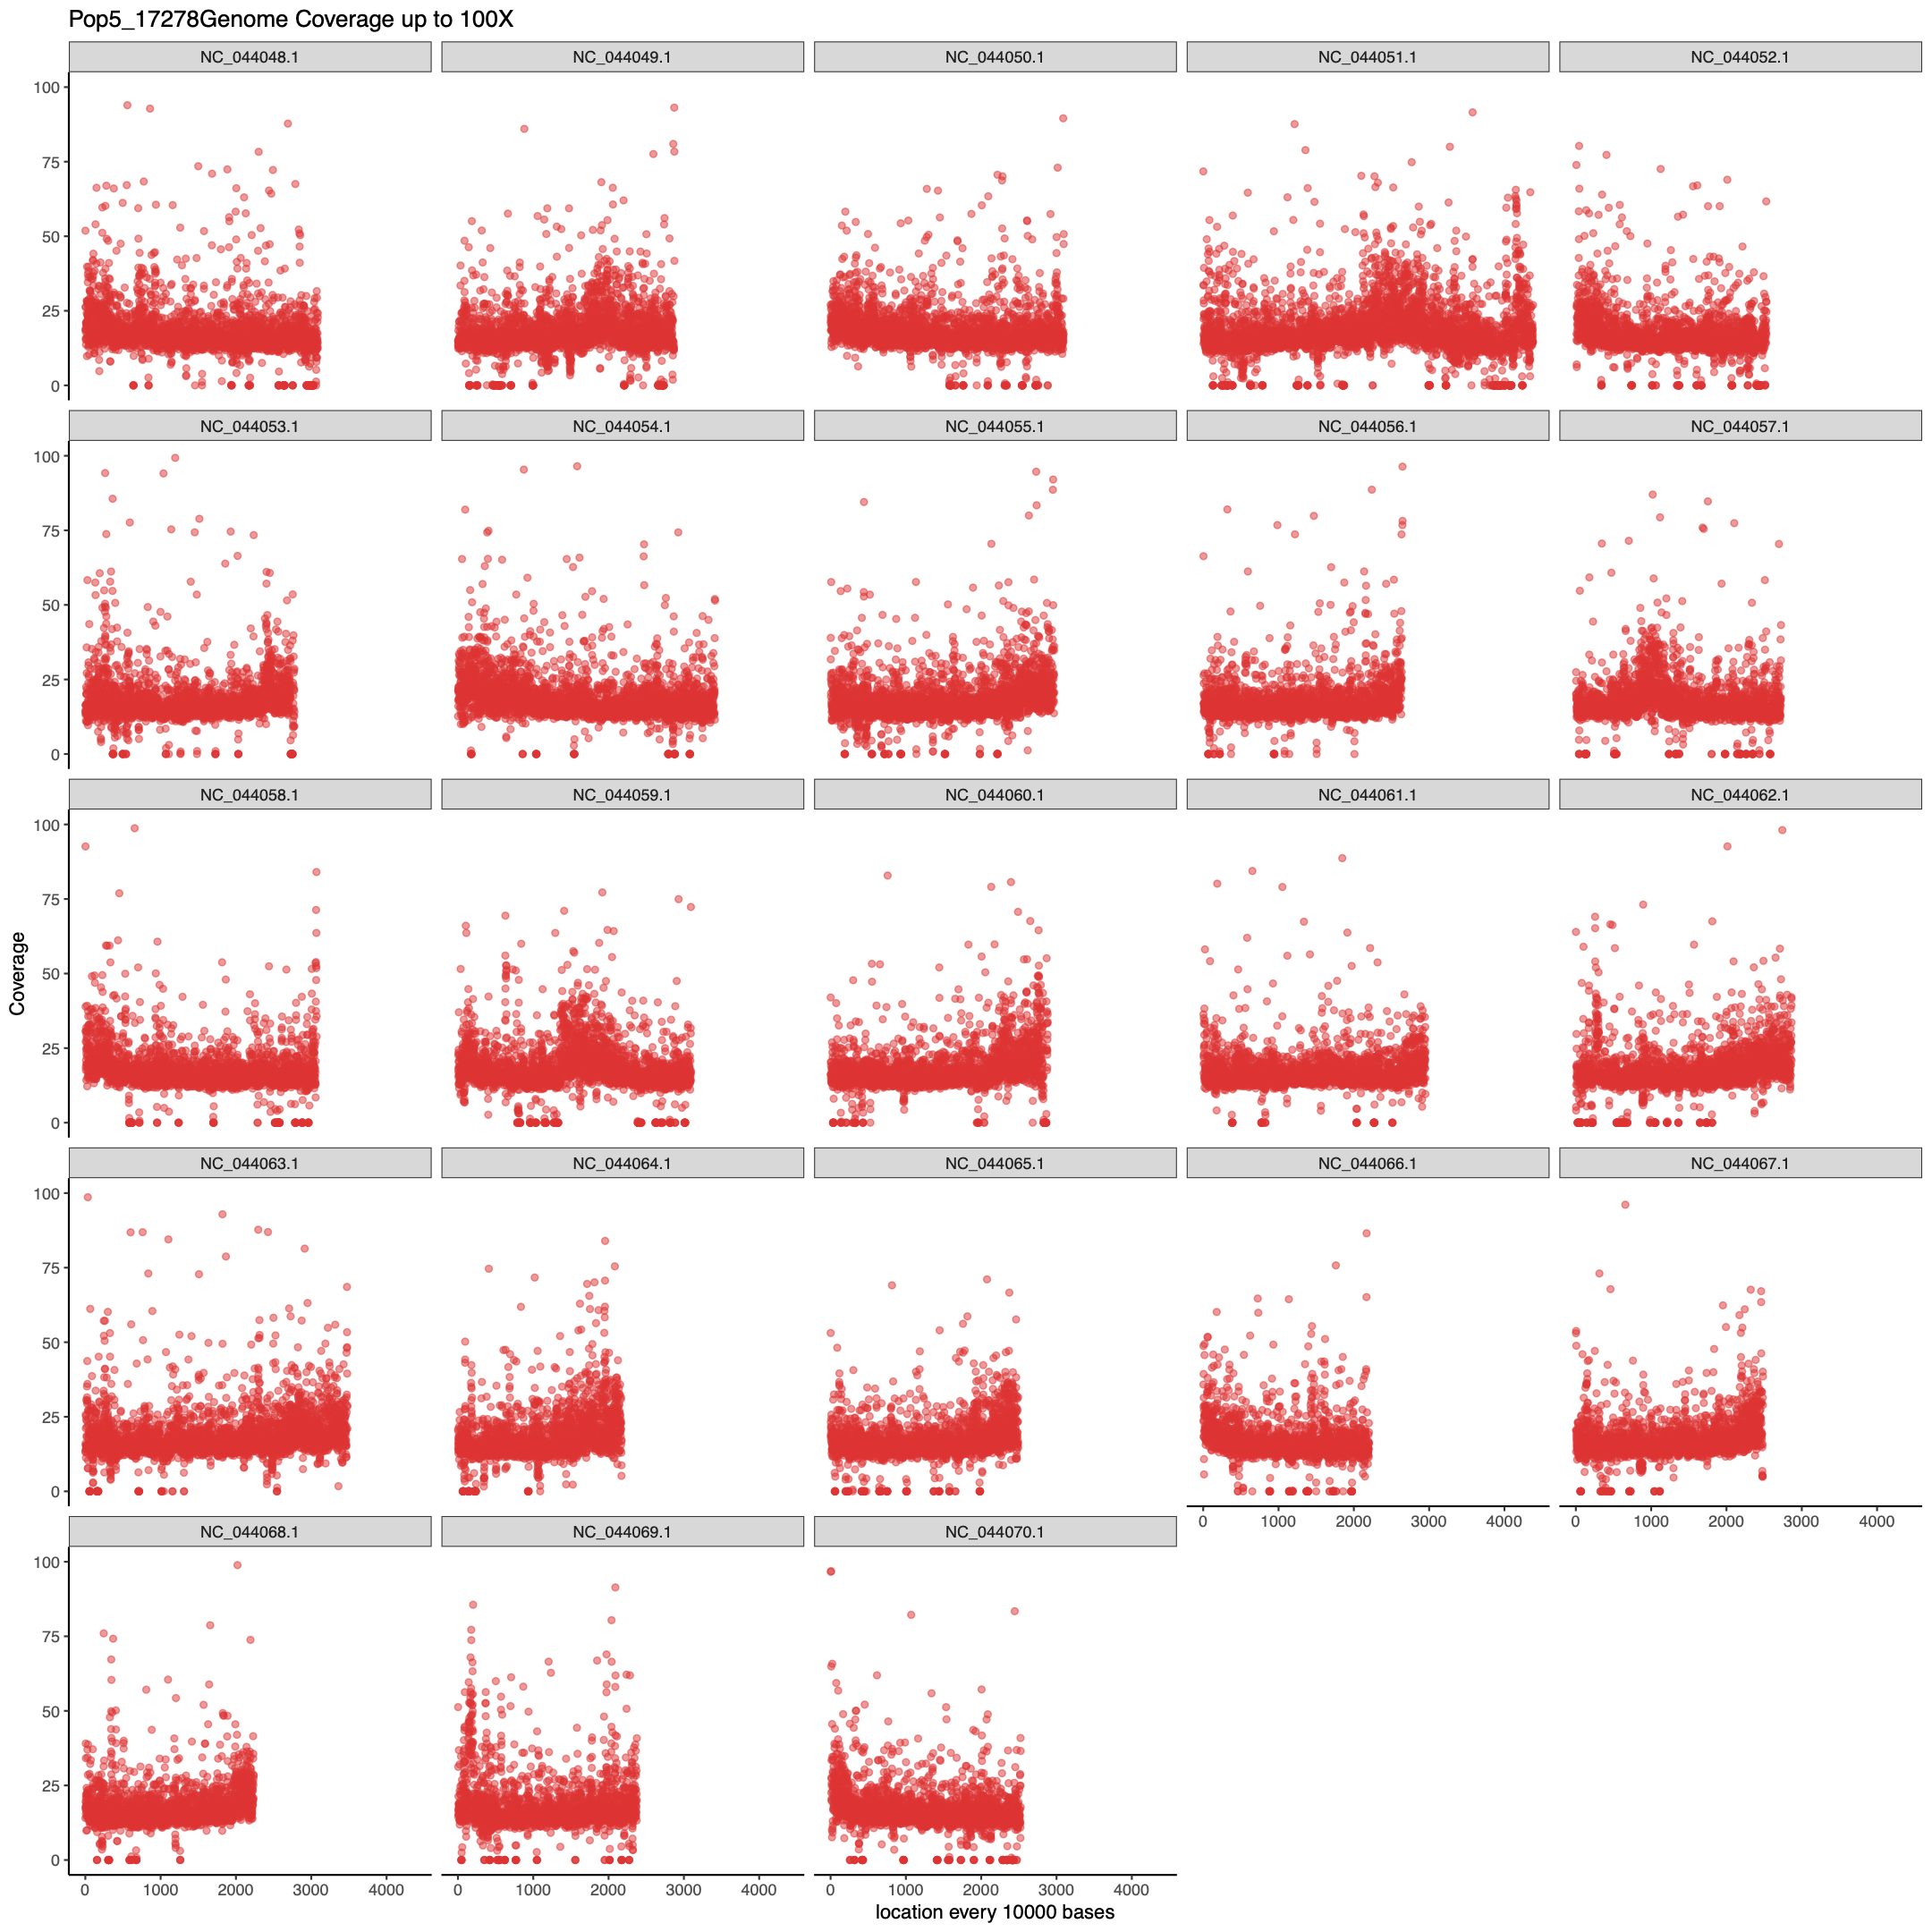 Pop5_17278Genome Coverage up to 100X
NC_044048.1 NC_044049.1 NC_044050.1 NC_044051.1 NC_044052.1
100
75
50
25
0
NC_044053.1 NC_044054.1 NC_044055.1 NC_044056.1 NC_044057.1
100
75
50
25
0
NC_044058.1 NC_044059.1 NC_044060.1 NC_044061.1 NC_044062.1
100
75
50
25
0
Coverage
NC_044063.1 NC_044064.1 NC_044065.1 NC_044066.1 NC_044067.1
100
75
50
25
0
0 1000 2000 3000 4000 0 1000 2000 3000 4000
NC_044068.1 NC_044069.1 NC_044070.1
100
75
50
25
0
0 1000 2000 3000 4000 0 1000 2000 3000 4000 0 1000 2000 3000 4000
location every 10000 bases